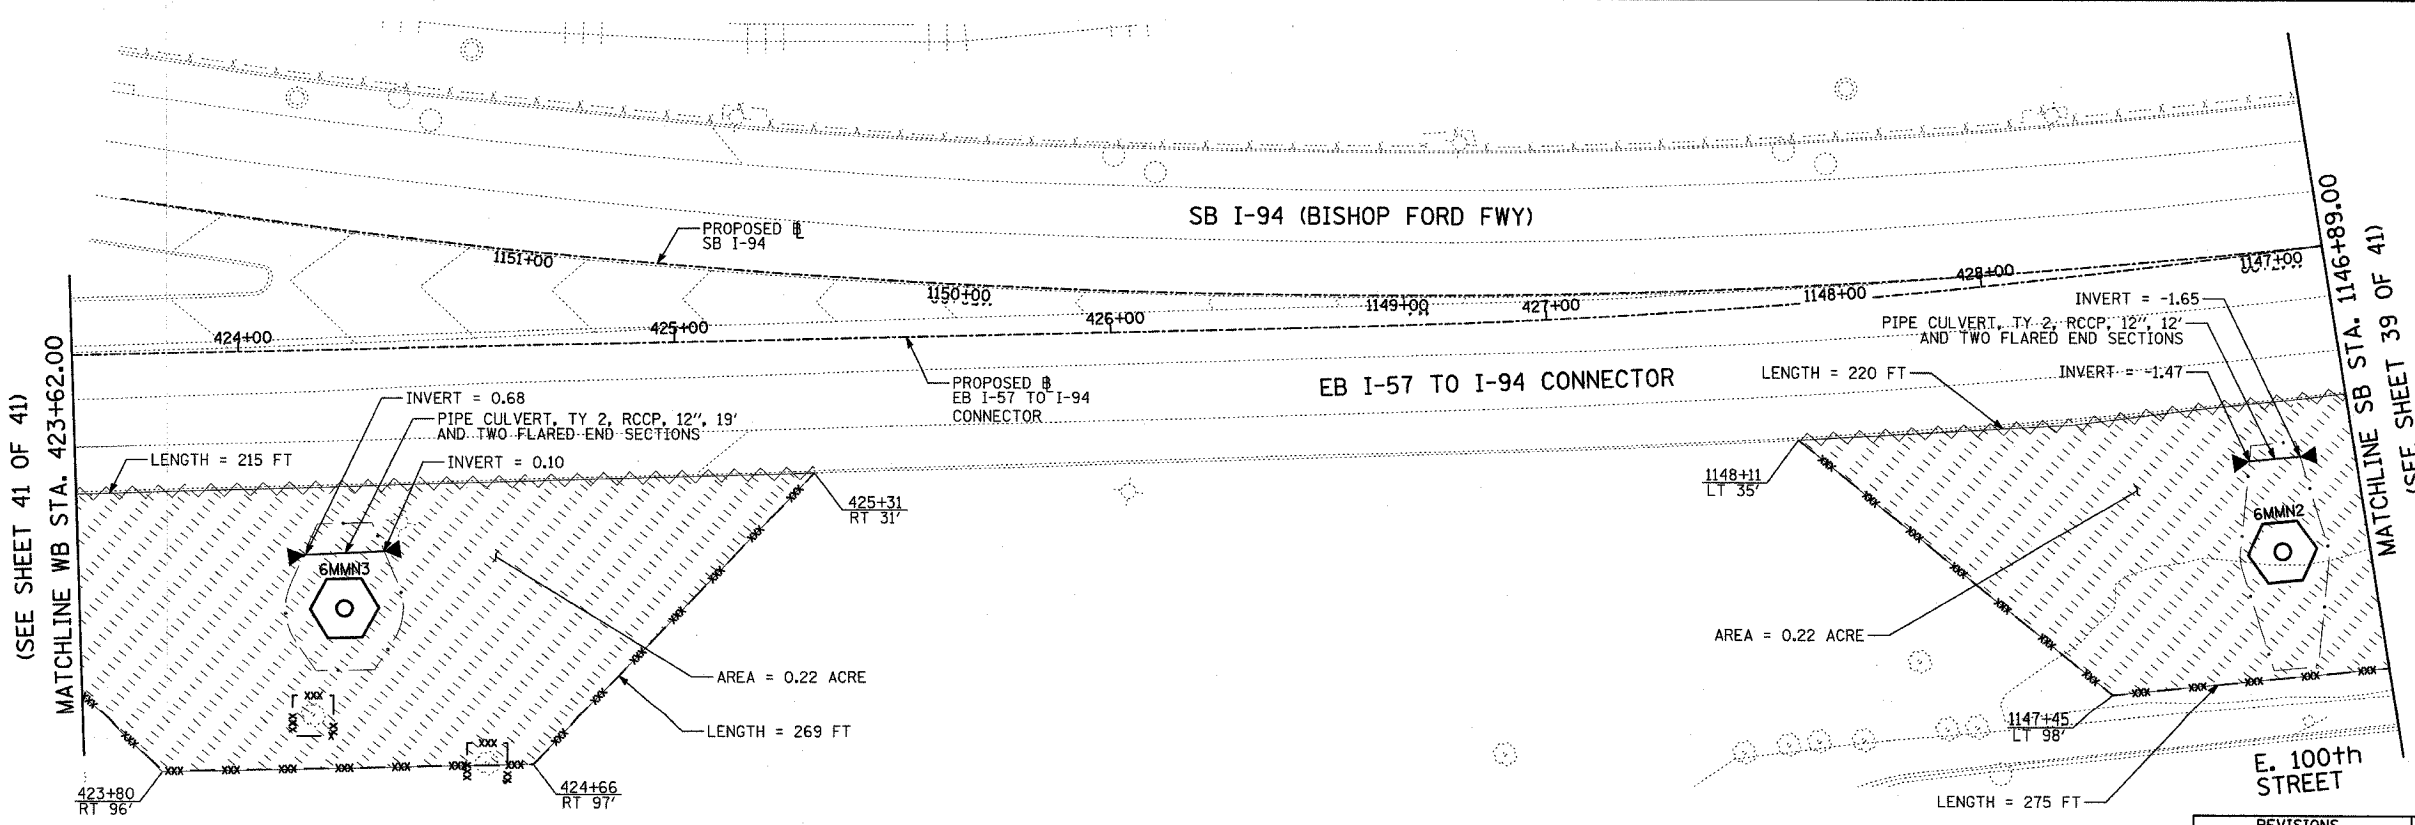 SB I-94 (BISHOP FORD FWY)
PROPOSED
SB I-94
1151+00
1150+00
1149+00
1148+00
1147+00
424+00
425+00
426+00
427+00
428+00
PROPOSED
EB I-57 TO I-94
CONNECTOR
EB I-57 TO I-94 CONNECTOR
(SEE SHEET 41 OF 41)
MATCHLINE WB STA. 423+62.00
INVERT = 0.68
PIPE CULVERT, TY 2, RCCP, 12", 19'
AND TWO FLARED END SECTIONS
INVERT = 0.10
LENGTH = 215 FT
425+31
RT 31'
6MMN3
AREA = 0.22 ACRE
LENGTH = 269 FT
423+80
RT 96'
424+66
RT 97'
INVERT = -1.65
PIPE CULVERT, TY 2, RCCP, 12", 12'
AND TWO FLARED END SECTIONS
LENGTH = 220 FT
INVERT = -1.47
1148+11
LT 35'
6MMN2
AREA = 0.22 ACRE
1147+45
LT 98'
LENGTH = 275 FT
E. 100th
STREET
MATCHLINE SB STA. 1146+89.00
(SEE SHEET 39 OF 41)
REVISIONS